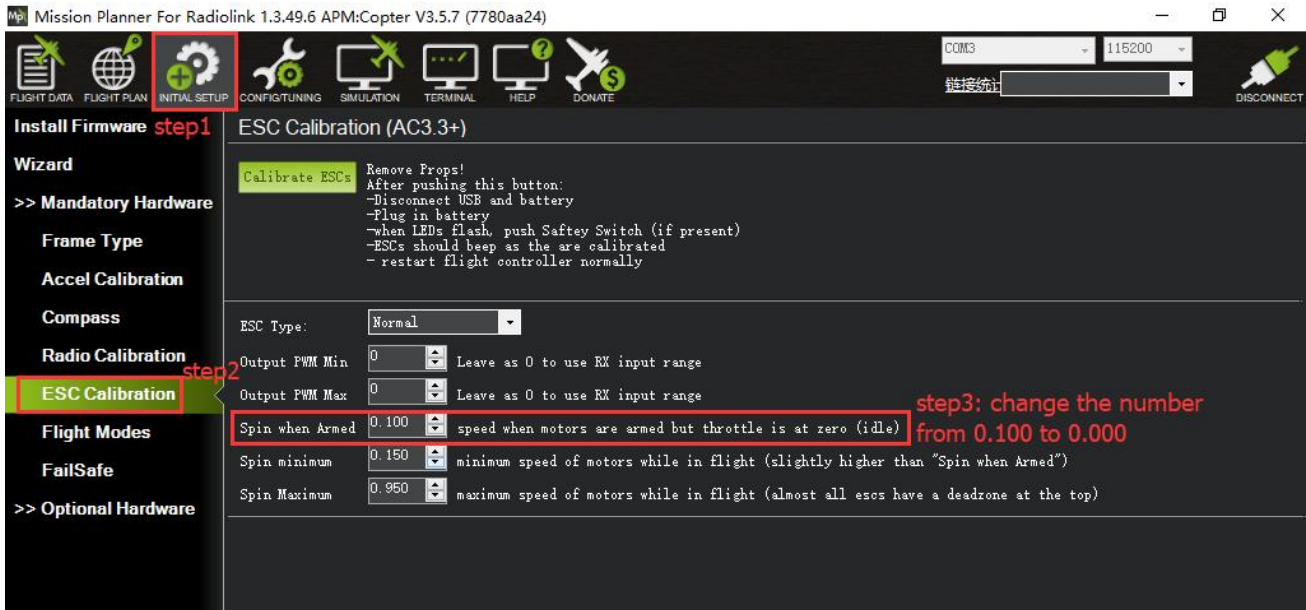 Mp Mission Planner For Radiolink 1.3.49.6 APM:Copter V3.5.7 (7780aa24)
FLIGHT DATA FLIGHT PLAN INITIAL SETUP CONFIG/TUNING SIMULATION TERMINAL HELP DONATE
COM3 115200
链接统计
DISCONNECT
Install Firmware step1
Wizard
>> Mandatory Hardware
Frame Type
Accel Calibration
Compass
Radio Calibration
step2
ESC Calibration
Flight Modes
FailSafe
>> Optional Hardware
ESC Calibration (AC3.3+)
Calibrate ESCs
Remove Props!
After pushing this button:
-Disconnect USB and battery
-Plug in battery
-when LEDs flash, push Saftey Switch (if present)
-ESCs should beep as the are calibrated
- restart flight controller normally
ESC Type: Normal
Output PWM Min 0 Leave as 0 to use RX input range
Output PWM Max 0 Leave as 0 to use RX input range
Spin when Armed 0.100 speed when motors are armed but throttle is at zero (idle)
step3: change the number
from 0.100 to 0.000
Spin minimum 0.150 minimum speed of motors while in flight (slightly higher than "Spin when Armed")
Spin Maximum 0.950 maximum speed of motors while in flight (almost all escs have a deadzone at the top)